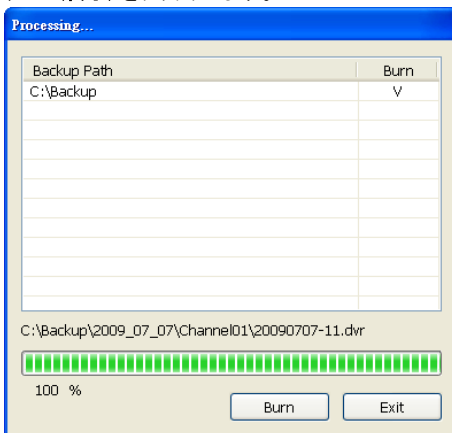 Processing...
Backup Path Burn
C:\Backup V
C:\Backup\2009_07_07\Channel01\20090707-11.dvr
100 %
Burn Exit